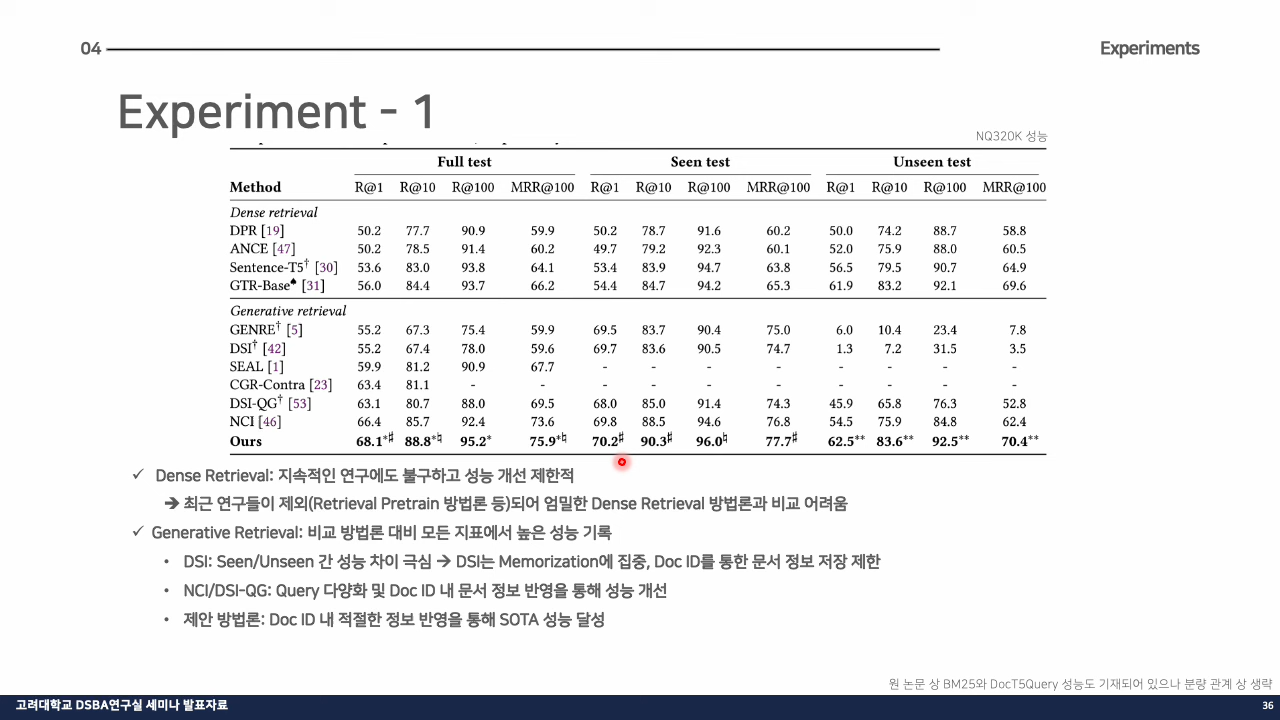 04
Experiments
Experiment - 1
NQ320K 성능
Full test Seen test Unseen test
Method R@1 R@10 R@100 MRR@100 R@1 R@10 R@100 MRR@100 R@1 R@10 R@100 MRR@100
Dense retrieval
DPR [19] 50.2 77.7 90.9 59.9 50.2 78.7 91.6 60.2 50.0 74.2 88.7 58.8
ANCE [47] 50.2 78.5 91.4 60.2 49.7 79.2 92.3 60.1 52.0 75.9 88.0 60.5
Sentence-T5† [30] 53.6 83.0 93.8 64.1 53.4 83.9 94.7 63.8 56.5 79.5 90.7 64.9
GTR-Base♠ [31] 56.0 84.4 93.7 66.2 54.4 84.7 94.2 65.3 61.9 83.2 92.1 69.6
Generative retrieval
GENRE† [5] 55.2 67.3 75.4 59.9 69.5 83.7 90.4 75.0 6.0 10.4 23.4 7.8
DSI† [42] 55.2 67.4 78.0 59.6 69.7 83.6 90.5 74.7 1.3 7.2 31.5 3.5
SEAL [1] 59.9 81.2 90.9 67.7 - - - - - - - -
CGR-Contra [23] 63.4 81.1 - - - - - - - - - -
DSI-QG† [53] 63.1 80.7 88.0 69.5 68.0 85.0 91.4 74.3 45.9 65.8 76.3 52.8
NCI [46] 66.4 85.7 92.4 73.6 69.8 88.5 94.6 76.8 54.5 75.9 84.8 62.4
Ours 68.1*♯ 88.8*♮ 95.2* 75.9*♮ 70.2♯ 90.3♯ 96.0♮ 77.7♯ 62.5** 83.6** 92.5** 70.4**
✓ Dense Retrieval: 지속적인 연구에도 불구하고 성능 개선 제한적
➔ 최근 연구들이 제외(Retrieval Pretrain 방법론 등)되어 엄밀한 Dense Retrieval 방법론과 비교 어려움
✓ Generative Retrieval: 비교 방법론 대비 모든 지표에서 높은 성능 기록
• DSI: Seen/Unseen 간 성능 차이 극심 → DSI는 Memorization에 집중, Doc ID를 통한 문서 정보 저장 제한
• NCI/DSI-QG: Query 다양화 및 Doc ID 내 문서 정보 반영을 통해 성능 개선
• 제안 방법론: Doc ID 내 적절한 정보 반영을 통해 SOTA 성능 달성
원 논문 상 BM25와 DocT5Query 성능도 기재되어 있으나 분량 관계 상 생략
고려대학교 DSBA연구실 세미나 발표자료
36